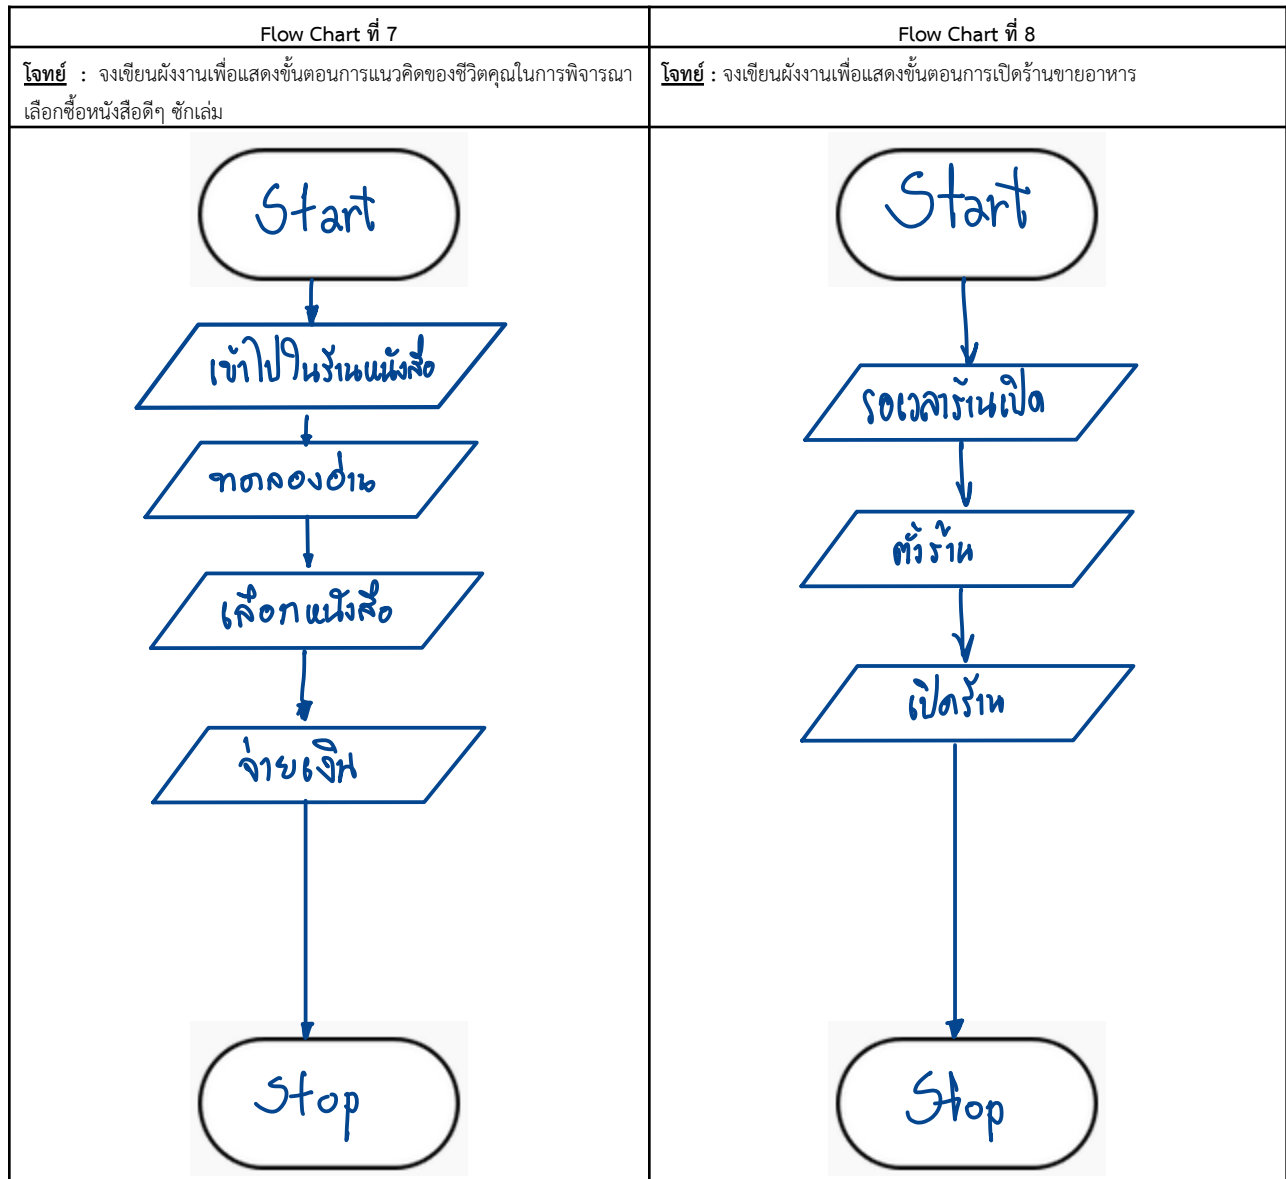 Flow Chart ที่ 7
โจทย์ : จงเขียนผังงานเพื่อแสดงขั้นตอนการแนวคิดของชีวิตคุณในการพิจารณา
เลือกซื้อหนังสือดีๆ ซักเล่ม
Start
เข้าไปในร้านหนังสือ
ทดลองอ่าน
เลือกหนังสือ
จ่ายเงิน
Stop
Flow Chart ที่ 8
โจทย์ : จงเขียนผังงานเพื่อแสดงขั้นตอนการเปิดร้านขายอาหาร
Start
รอเวลาร้านเปิด
ตั้งร้าน
เปิดร้าน
Stop